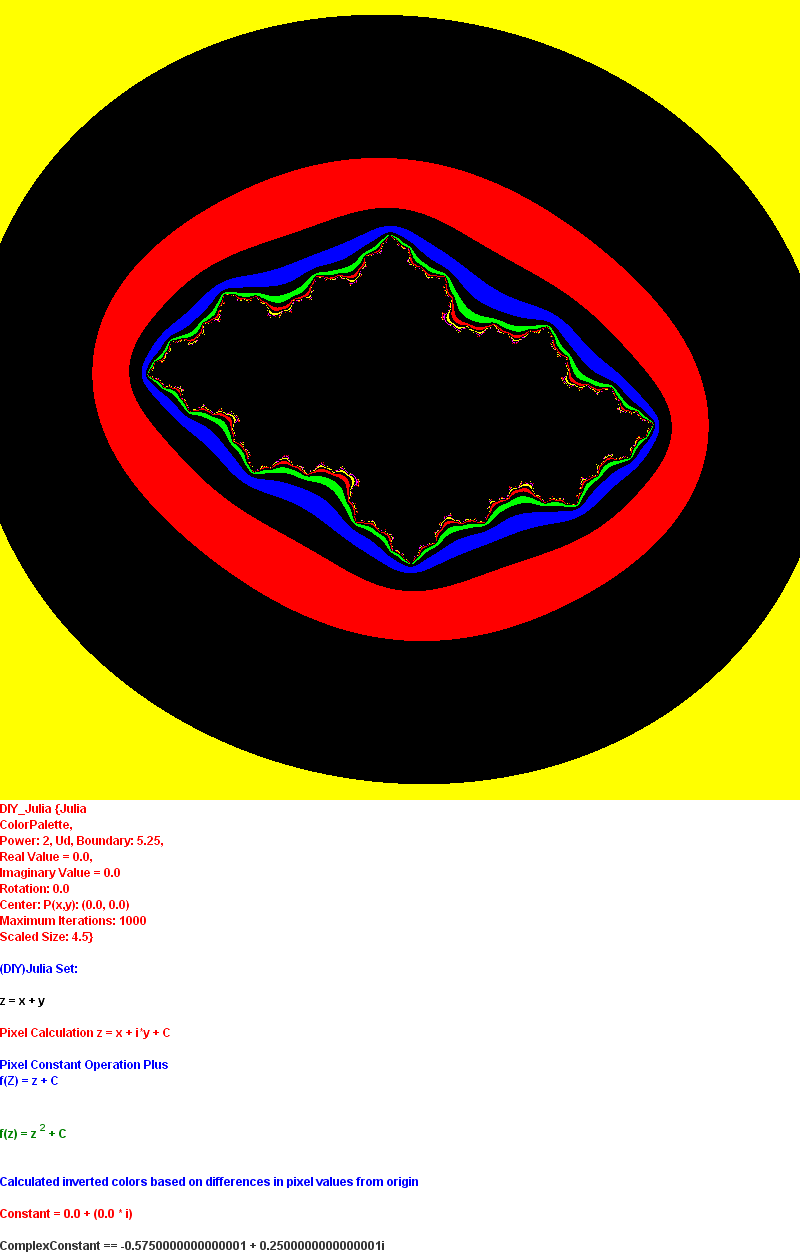 DIY_Julia {Julia
ColorPalette,
Power: 2, Ud, Boundary: 5.25,
Real Value = 0.0,
Imaginary Value = 0.0
Rotation: 0.0
Center: P(x,y): (0.0, 0.0)
Maximum Iterations: 1000
Scaled Size: 4.5}
(DIY)Julia Set:
z = x + y
Pixel Calculation z = x + i*y + C
Pixel Constant Operation Plus
f(Z) = z + C
f(z) = z 2 + C
Calculated inverted colors based on differences in pixel values from origin
Constant = 0.0 + (0.0 * i)
ComplexConstant == -0.5750000000000001 + 0.2500000000000001i